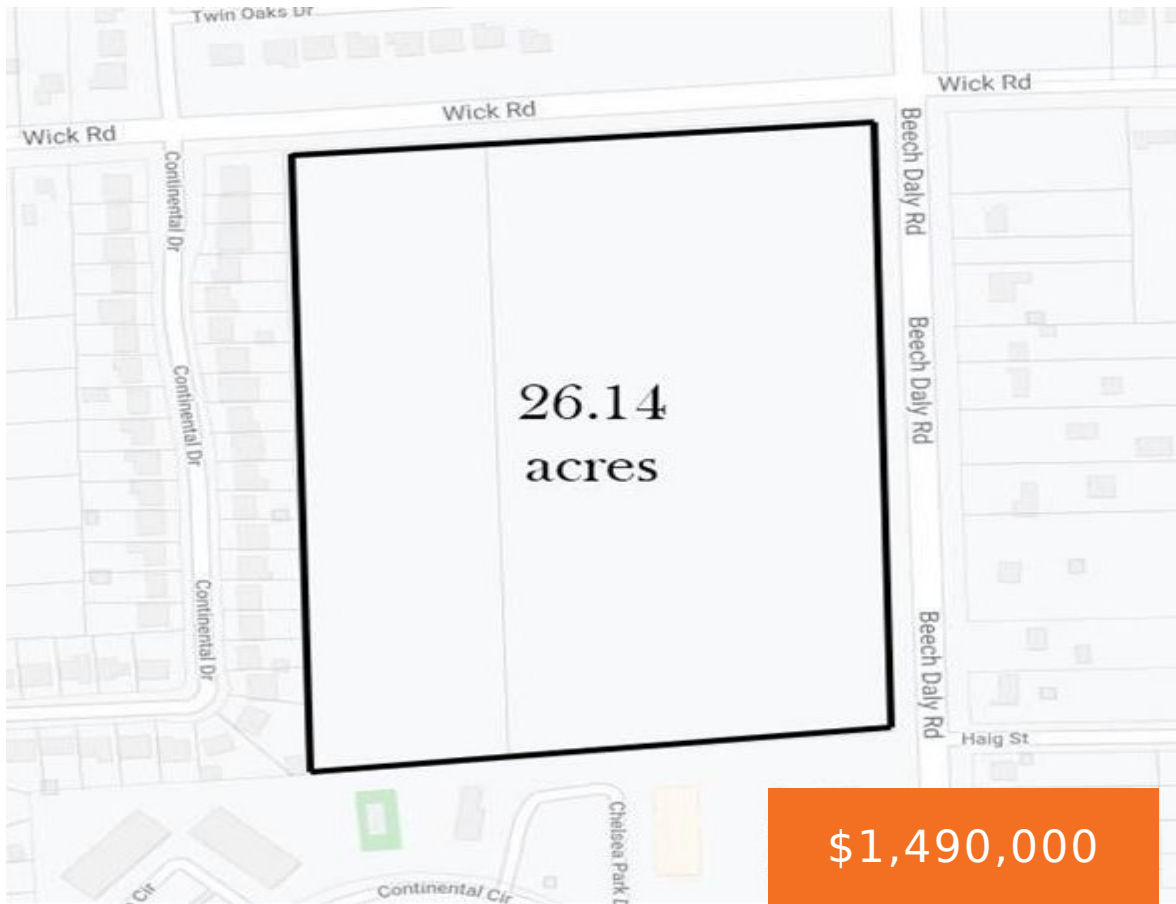 Twin Oaks Dr
Wick Rd
Wick Rd
Wick Rd
Beech Daly Rd
Continental Dr
Beech Daly Rd
Continental Dr
26.14
acres
Continental Dr
Beech Daly Rd
Haig St
Chelsea Park
$1,490,000
Continental Cir
Cir